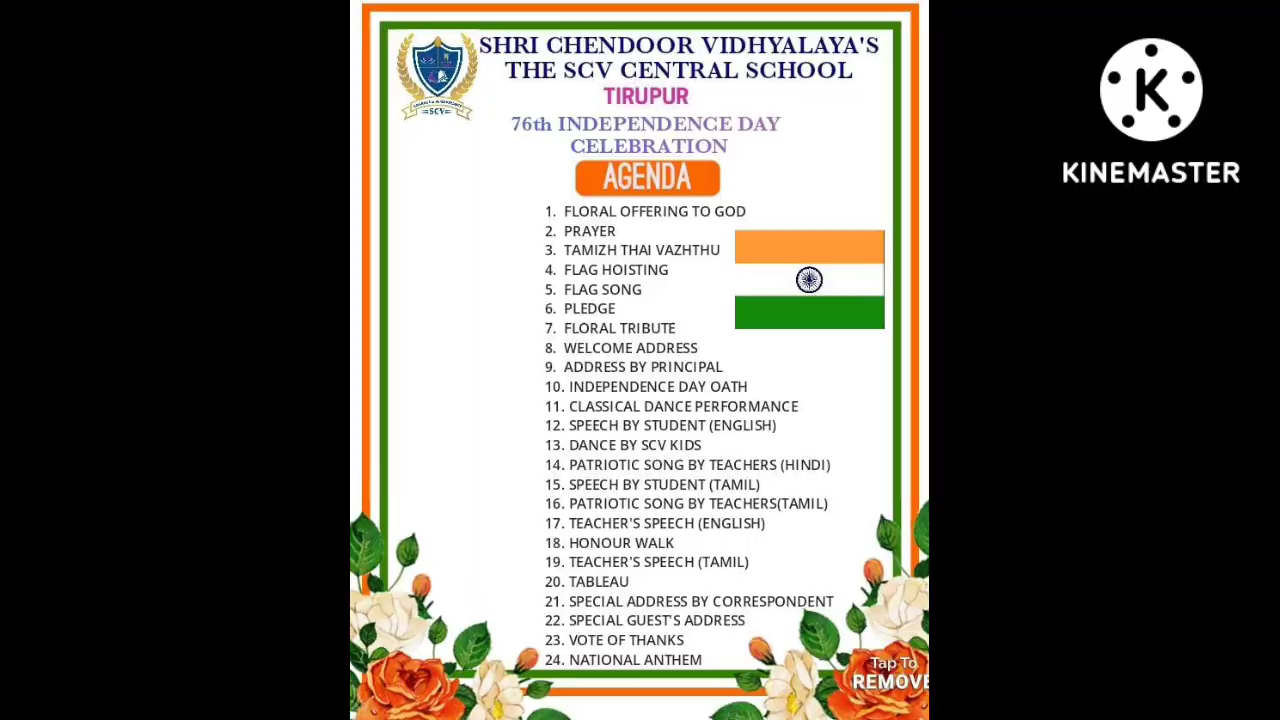 SHRI CHENDOOR VIDHYALAYA'S
THE SCV CENTRAL SCHOOL
TIRUPUR
76th INDEPENDENCE DAY
CELEBRATION
AGENDA
1. FLORAL OFFERING TO GOD
2. PRAYER
3. TAMIZH THAI VAZHTHU
4. FLAG HOISTING
5. FLAG SONG
6. PLEDGE
7. FLORAL TRIBUTE
8. WELCOME ADDRESS
9. ADDRESS BY PRINCIPAL
10. INDEPENDENCE DAY OATH
11. CLASSICAL DANCE PERFORMANCE
12. SPEECH BY STUDENT (ENGLISH)
13. DANCE BY SCV KIDS
14. PATRIOTIC SONG BY TEACHERS (HINDI)
15. SPEECH BY STUDENT (TAMIL)
16. PATRIOTIC SONG BY TEACHERS(TAMIL)
17. TEACHER'S SPEECH (ENGLISH)
18. HONOUR WALK
19. TEACHER'S SPEECH (TAMIL)
20. TABLEAU
21. SPECIAL ADDRESS BY CORRESPONDENT
22. SPECIAL GUEST'S ADDRESS
23. VOTE OF THANKS
24. NATIONAL ANTHEM
SCV
K
KINEMASTER
Tap To
REMOVE